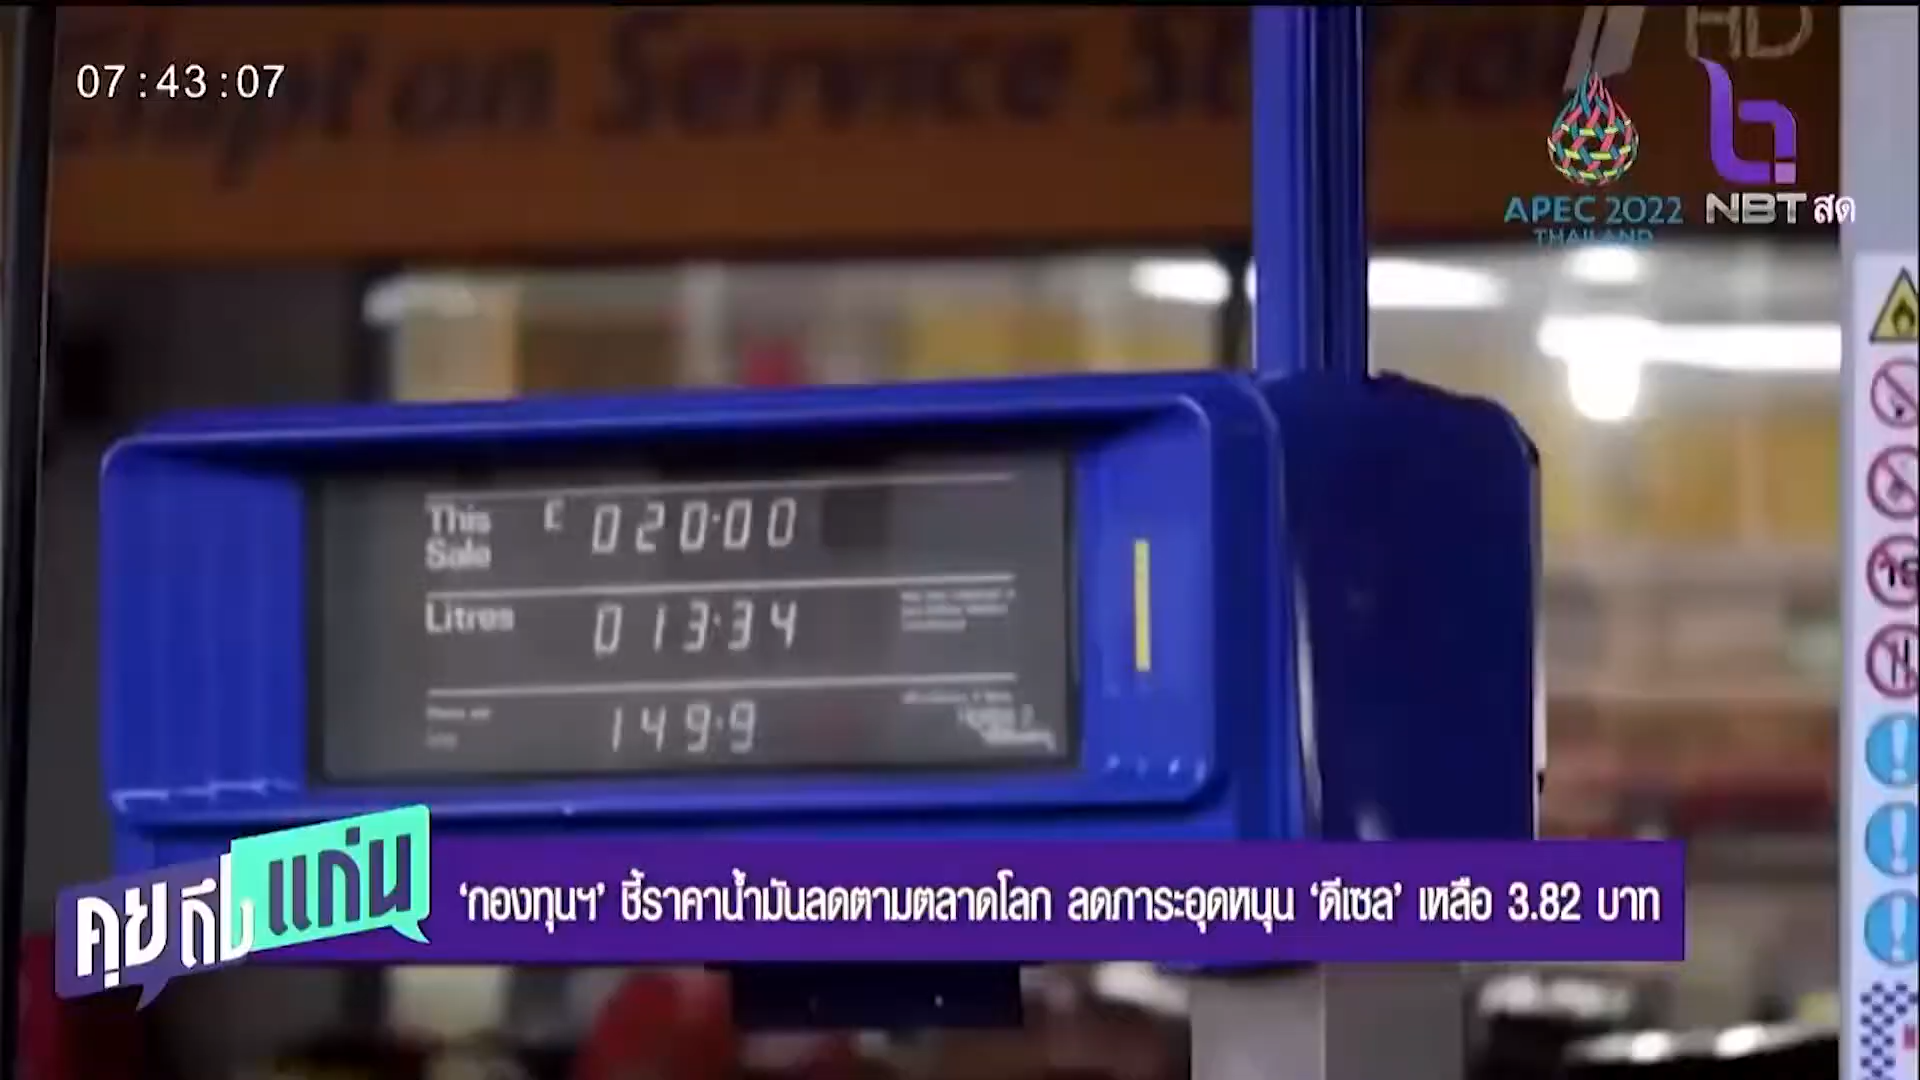 07:43:07
HD
Service Station
APEC 2022
THAILAND
NBT สด
This
Sale
£ 020.00
Litres
013.34
149.9
คุยถึงแก่น
‘กองทุนฯ’ ชี้ราคาน้ำมันลดตามตลาดโลก ลดภาระอุดหนุน ‘ดีเซล’ เหลือ 3.82 บาท